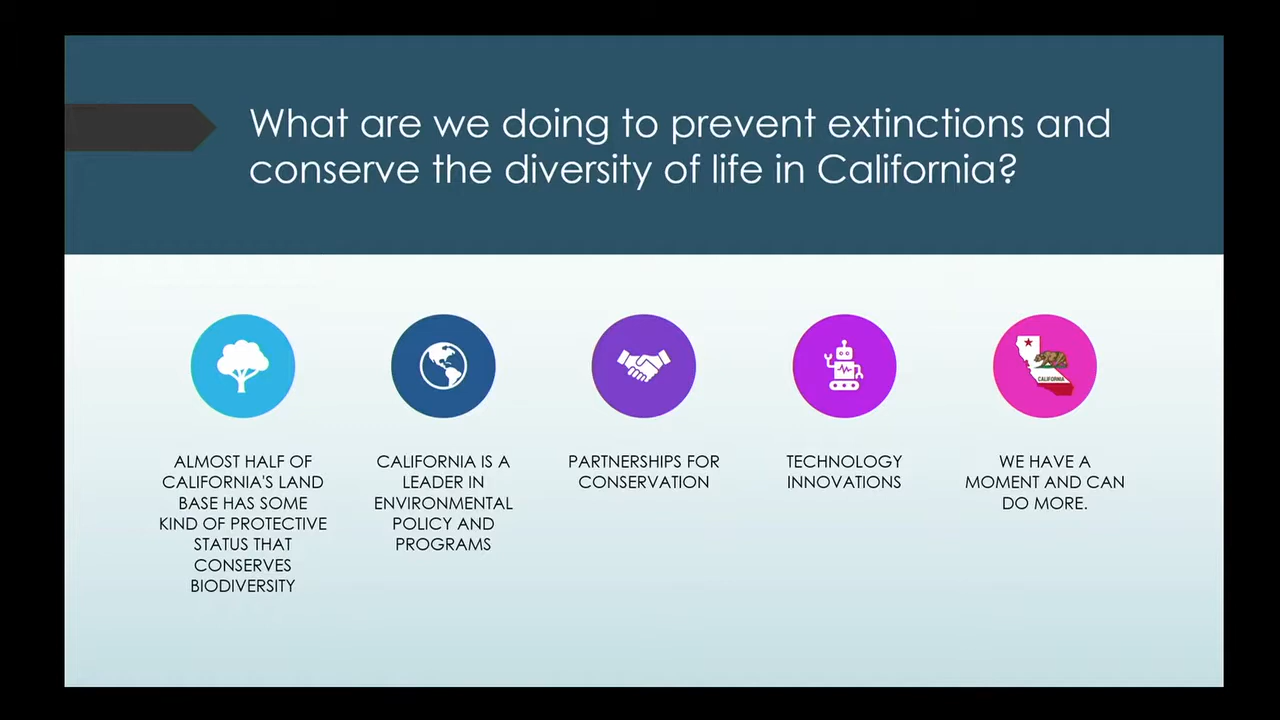 What are we doing to prevent extinctions and
conserve the diversity of life in California?
ALMOST HALF OF
CALIFORNIA'S LAND
BASE HAS SOME
KIND OF PROTECTIVE
STATUS THAT
CONSERVES
BIODIVERSITY
CALIFORNIA IS A
LEADER IN
ENVIRONMENTAL
POLICY AND
PROGRAMS
PARTNERSHIPS FOR
CONSERVATION
TECHNOLOGY
INNOVATIONS
CALIFORNIA
WE HAVE A
MOMENT AND CAN
DO MORE.